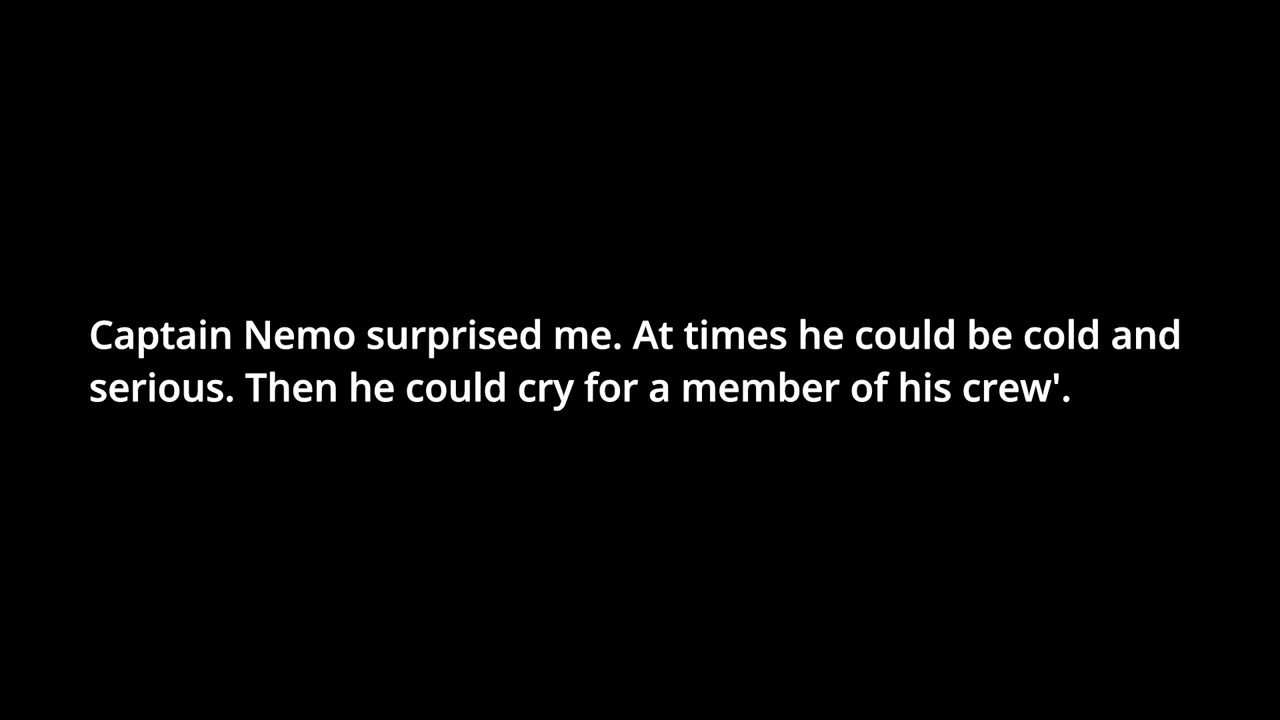 Captain Nemo surprised me. At times he could be cold and
serious. Then he could cry for a member of his crew'.